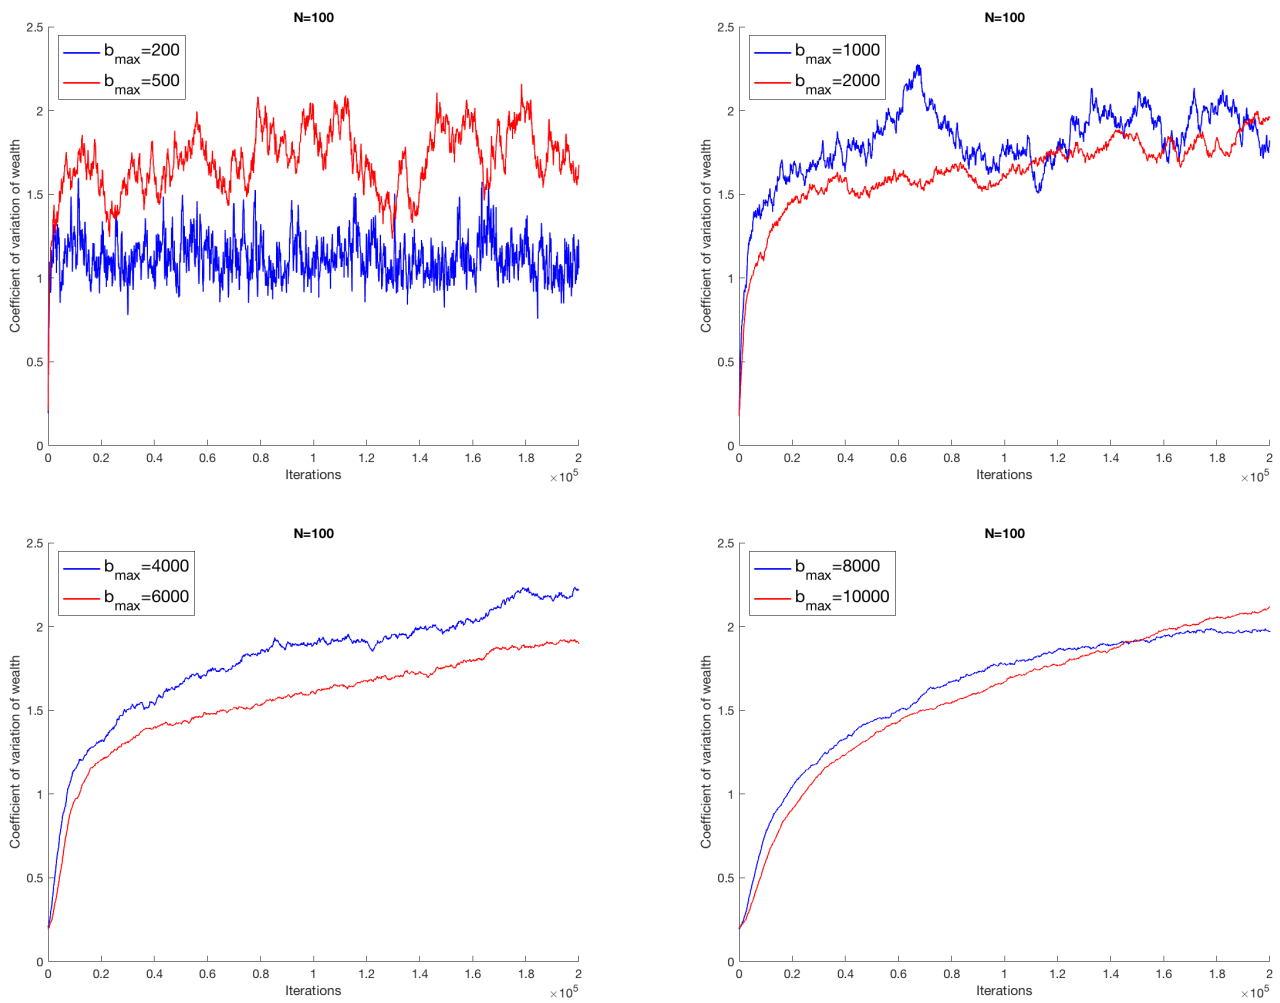 N=100
b_max=200
b_max=500
Coefficient of variation of wealth
2.5
2
1.5
1
0.5
0
0 0.2 0.4 0.6 0.8 1 1.2 1.4 1.6 1.8 2
Iterations
×10^5
N=100
b_max=1000
b_max=2000
Coefficient of variation of wealth
2.5
2
1.5
1
0.5
0
0 0.2 0.4 0.6 0.8 1 1.2 1.4 1.6 1.8 2
Iterations
×10^5
N=100
b_max=4000
b_max=6000
Coefficient of variation of wealth
2.5
2
1.5
1
0.5
0
0 0.2 0.4 0.6 0.8 1 1.2 1.4 1.6 1.8 2
Iterations
×10^5
N=100
b_max=8000
b_max=10000
Coefficient of variation of wealth
2.5
2
1.5
1
0.5
0
0 0.2 0.4 0.6 0.8 1 1.2 1.4 1.6 1.8 2
Iterations
×10^5